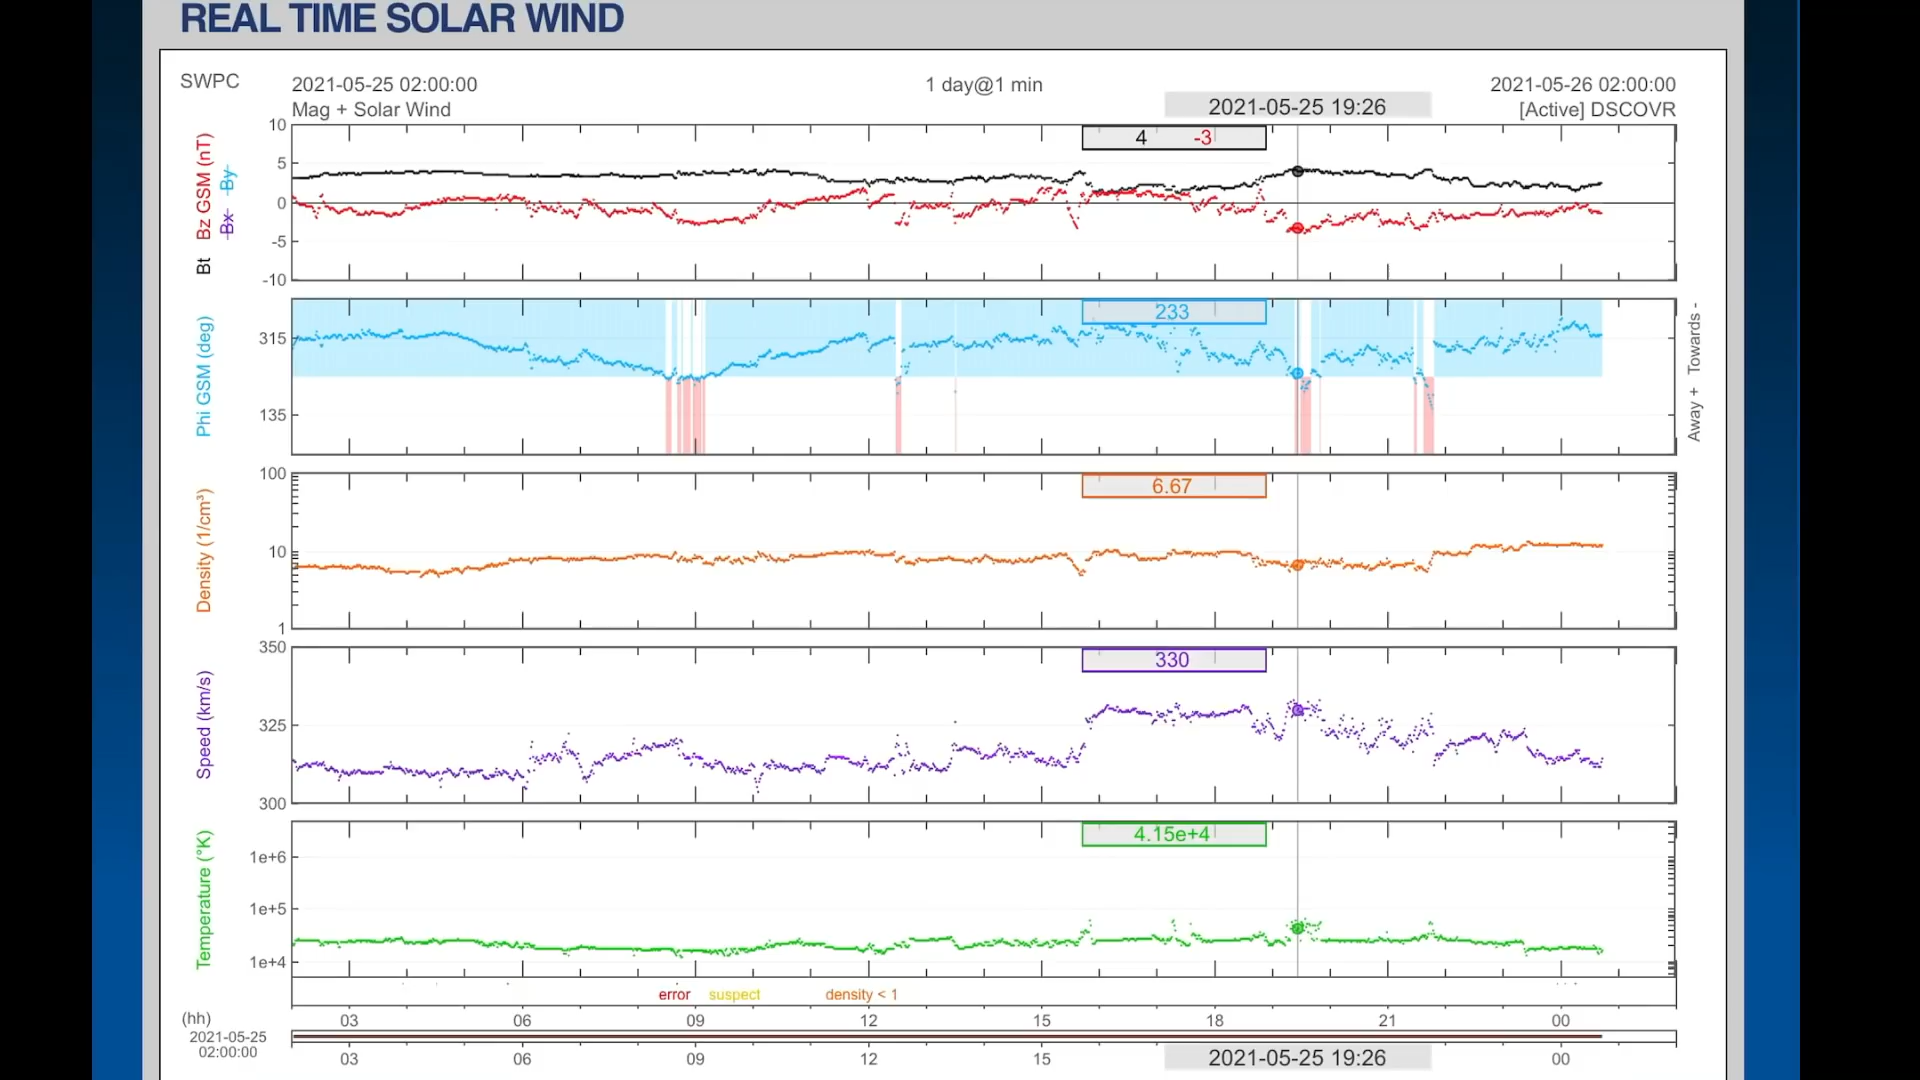 REAL TIME SOLAR WIND
SWPC
2021-05-25 02:00:00
1 day@1 min
2021-05-26 02:00:00
Mag + Solar Wind
2021-05-25 19:26
[Active] DSCOVR
Bt Bz GSM (nT)
Bx By
10
5
0
-5
-10
4 -3
Phi GSM (deg)
315
135
233
Away + Towards -
Density (1/cm³)
100
10
1
6.67
Speed (km/s)
350
325
300
330
Temperature (°K)
1e+6
1e+5
1e+4
4.15e+4
error suspect density < 1
(hh)
03 06 09 12 15 18 21 00
2021-05-25
02:00:00
03 06 09 12 15 2021-05-25 19:26 00